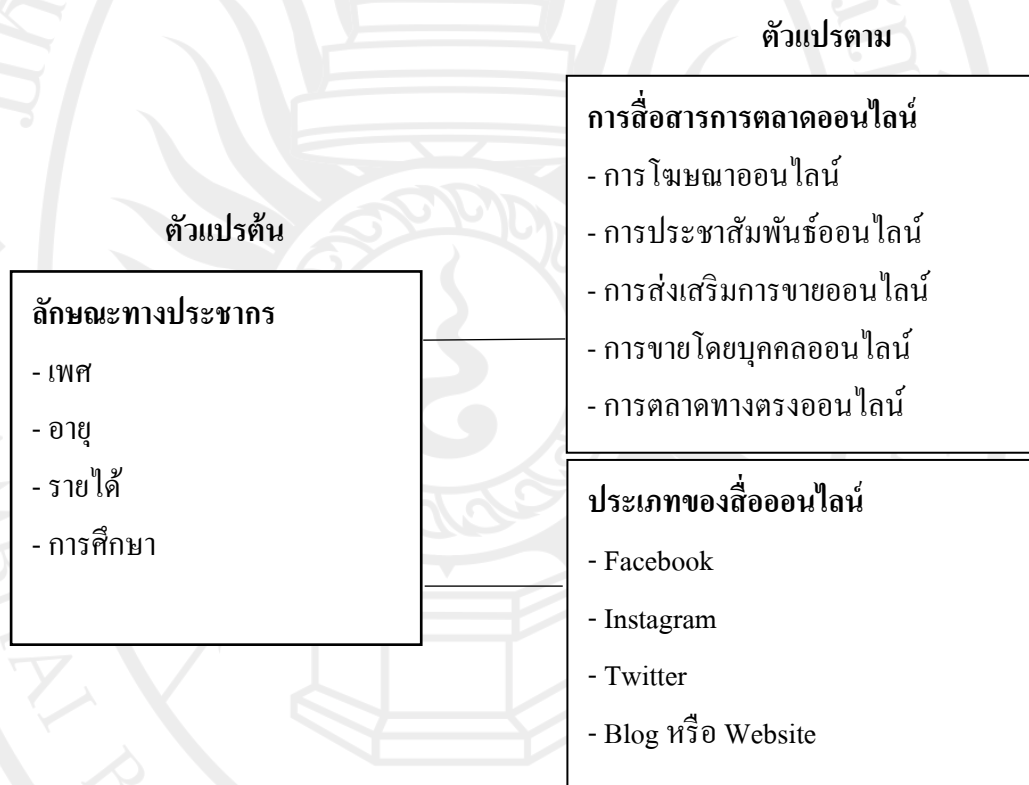 ตัวแปรต้น
ลักษณะทางประชากร
- เพศ
- อายุ
- รายได้
- การศึกษา
ตัวแปรตาม
การสื่อสารการตลาดออนไลน์
- การโฆษณาออนไลน์
- การประชาสัมพันธ์ออนไลน์
- การส่งเสริมการขายออนไลน์
- การขายโดยบุคคลออนไลน์
- การตลาดทางตรงออนไลน์
ประเภทของสื่อออนไลน์
- Facebook
- Instagram
- Twitter
- Blog หรือ Website